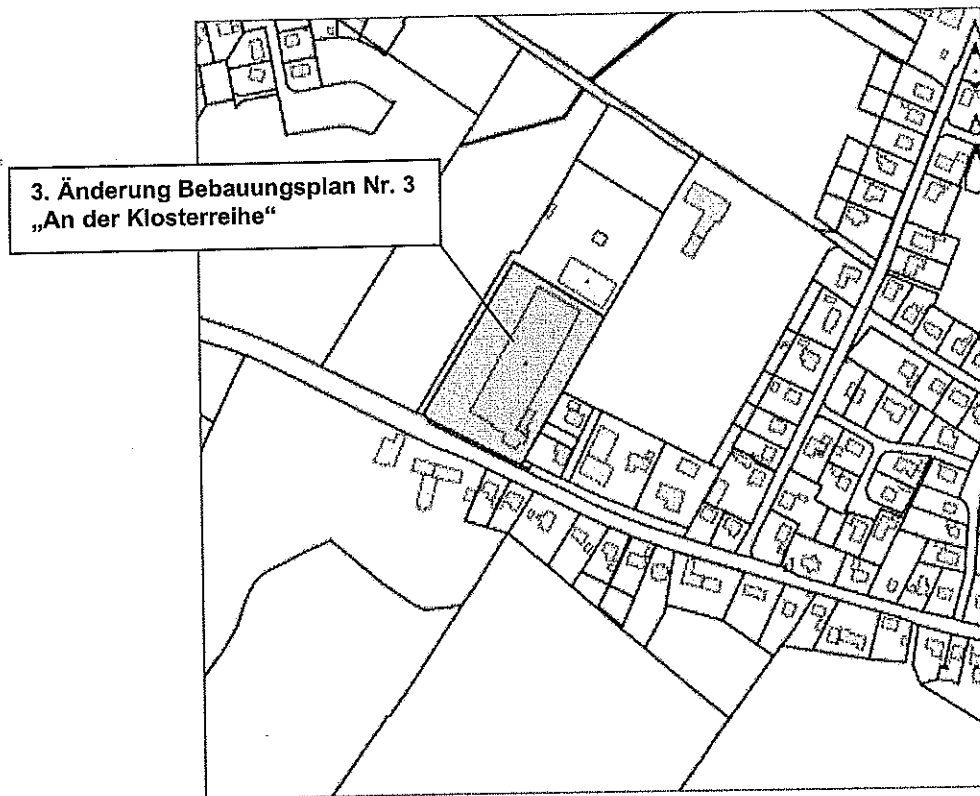 3. Änderung Bebauungsplan Nr. 3
„An der Klosterreihe“